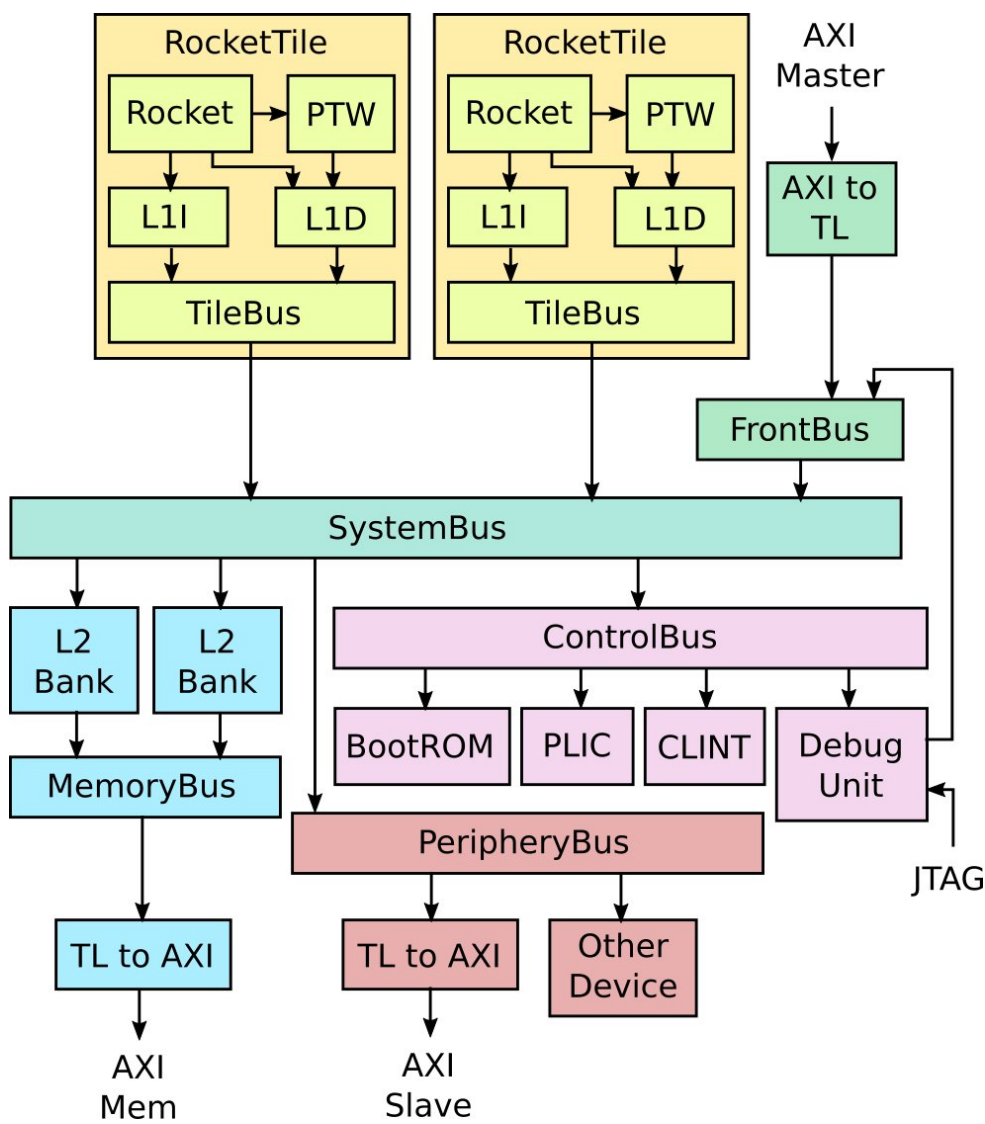 RocketTile
RocketTile
AXI
Master
Rocket
PTW
Rocket
PTW
AXI to
TL
L1I
L1D
L1I
L1D
TileBus
TileBus
FrontBus
SystemBus
L2
Bank
L2
Bank
ControlBus
BootROM
PLIC
CLINT
Debug
Unit
MemoryBus
PeripheryBus
JTAG
TL to AXI
TL to AXI
Other
Device
AXI
Mem
AXI
Slave